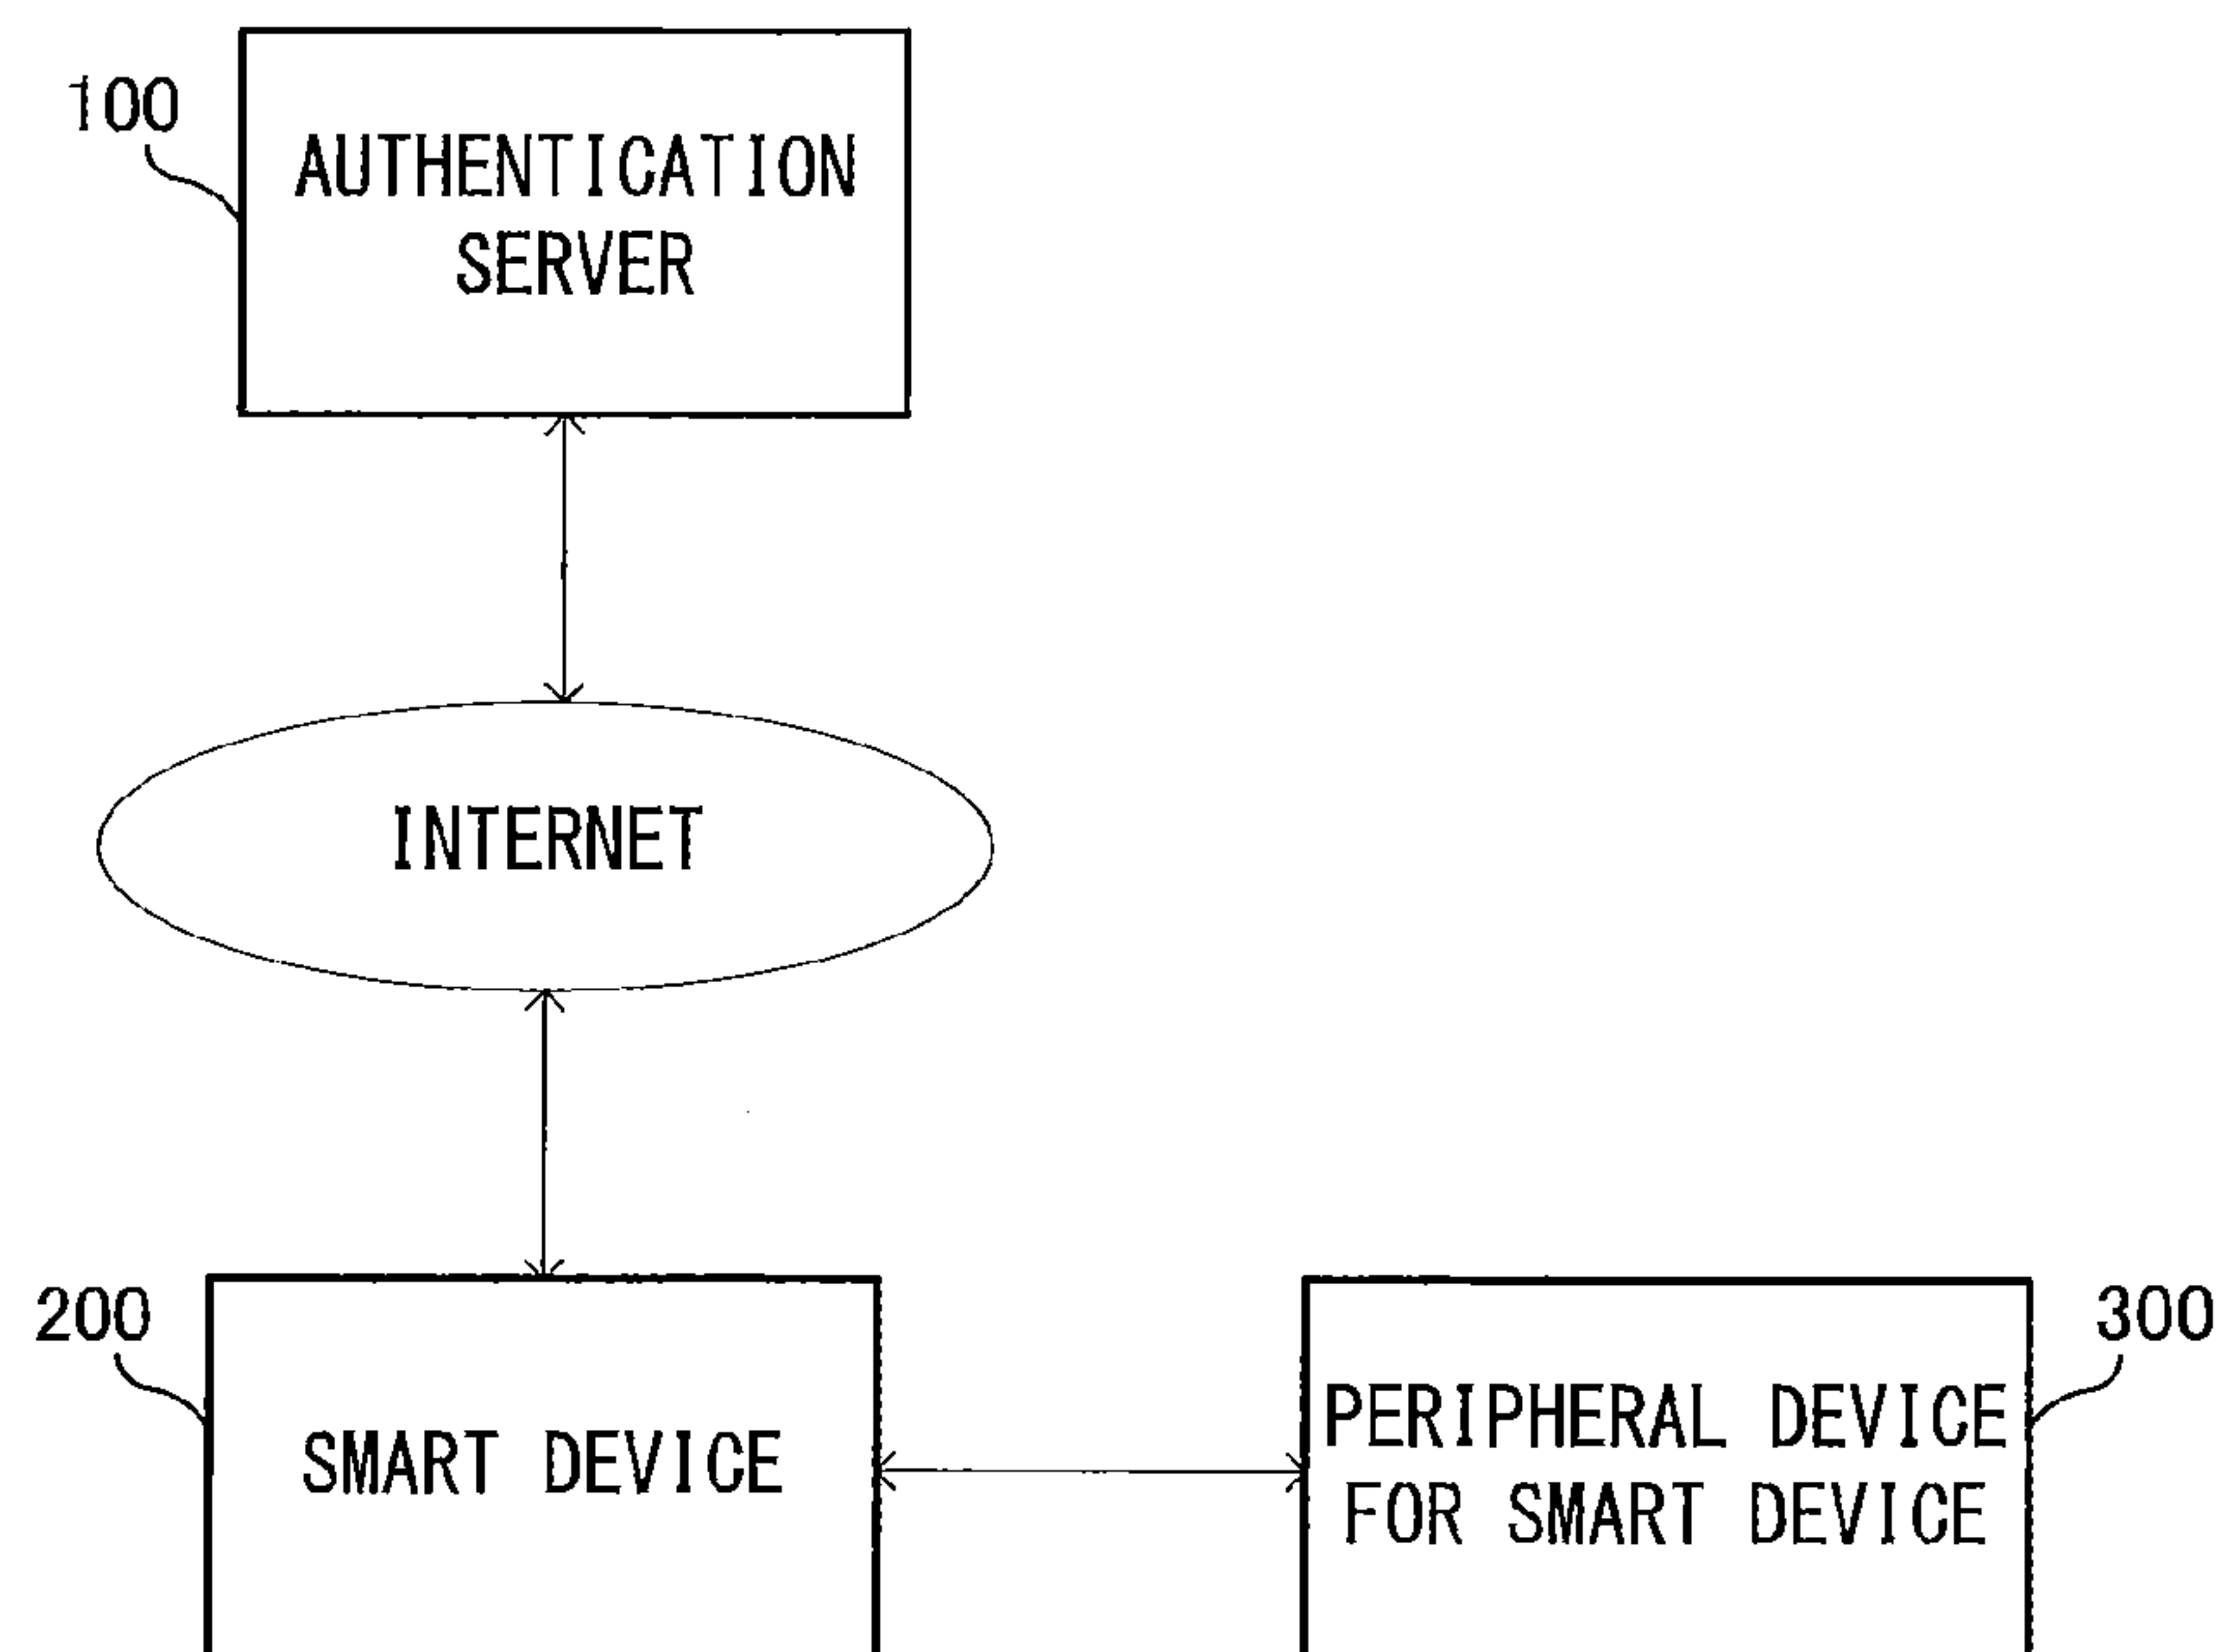 100
AUTHENTICATION
SERVER
INTERNET
200
SMART DEVICE
PERIPHERAL DEVICE
FOR SMART DEVICE
300